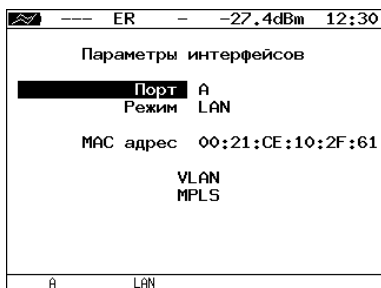 --- ER - -27.4dBm 12:30
Параметры интерфейсов
Порт A
Режим LAN
MAC адрес 00:21:CE:10:2F:61
VLAN
MPLS
A LAN